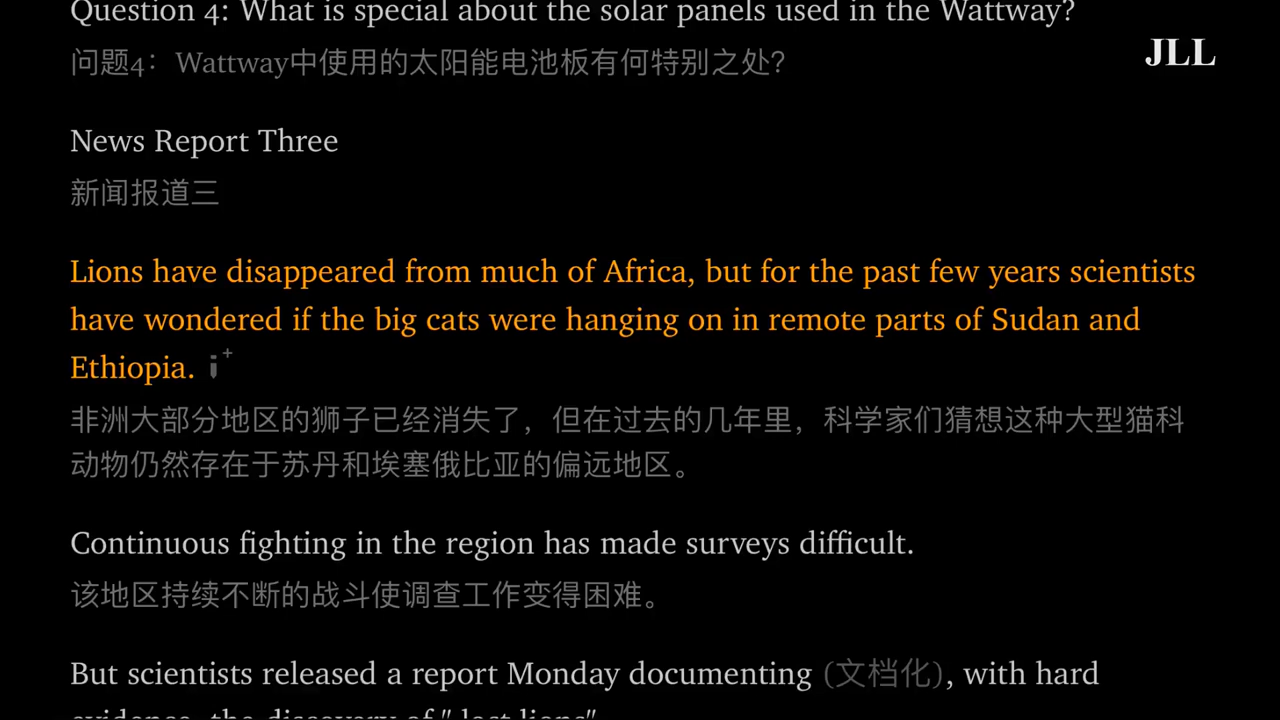 Question 4: What is special about the solar panels used in the Wattway?
问题4：Wattway中使用的太阳能电池板有何特别之处？
JLL
News Report Three
新闻报道三
Lions have disappeared from much of Africa, but for the past few years scientists
have wondered if the big cats were hanging on in remote parts of Sudan and
Ethiopia.
非洲大部分地区的狮子已经消失了，但在过去的几年里，科学家们猜想这种大型猫科
动物仍然存在于苏丹和埃塞俄比亚的偏远地区。
Continuous fighting in the region has made surveys difficult.
该地区持续不断的战斗使调查工作变得困难。
But scientists released a report Monday documenting (文档化), with hard
evidence, the discovery of "lost lions".